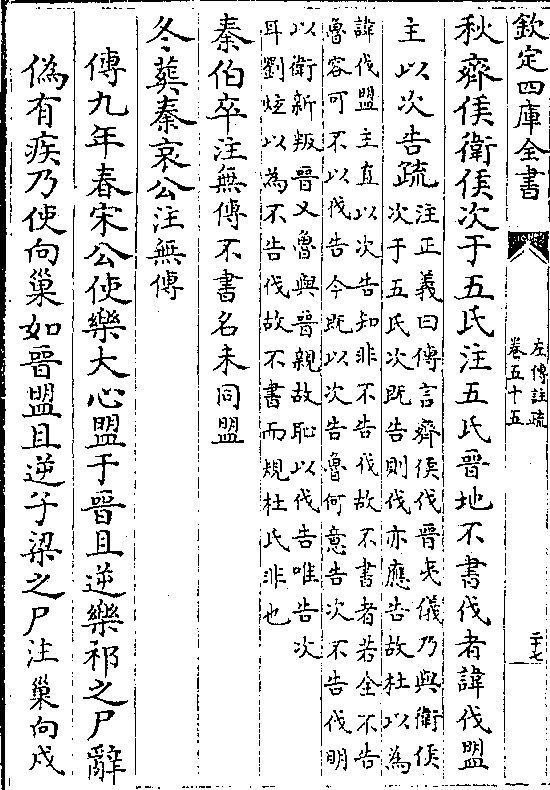 欽定四庫全書
左傳註疏
卷五十五
二十七
秋齊侯衛侯次于五氏注五氏晉地不書伐者諱伐盟
主以次告疏注正義曰傳言齊侯伐晉夷儀乃與衛侯
次于五氏次既告則伐亦應告故杜以為
諱伐盟主直以次告知非不告伐故不書者若全不告
魯容可不以伐告今既以次告魯何意告次不告伐明
以衛新叛晉又魯與晉親故恥以伐告唯告次
耳劉炫以為不告伐故不書而規杜氏非也
秦伯卒注無傳不書名未同盟
冬葬秦哀公注無傳
傳九年春宋公使樂大心盟于晉且逆樂祁之尸辭
偽有疾乃使向巢如晉盟且逆子梁之尸注巢向戌